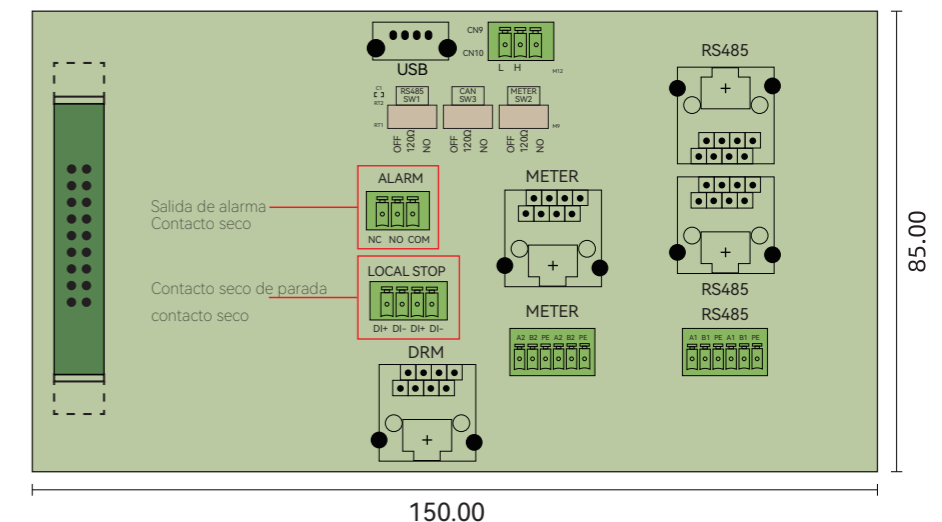 CN9
CN10
L H
M12
USB
RS485
C1
RT2
RT1
RS485
SW1
CAN
SW3
METER
SW2
M9
OFF
120Ω
NO
OFF
120Ω
NO
OFF
120Ω
NO
ALARM
NC NO COM
Salida de alarma
Contacto seco
METER
LOCAL STOP
DI+ DI- DI+ DI-
Contacto seco de parada
contacto seco
RS485
METER
A2 B2 PE A2 B2 PE
RS485
A1 B1 PE A1 B1 PE
DRM
85.00
150.00